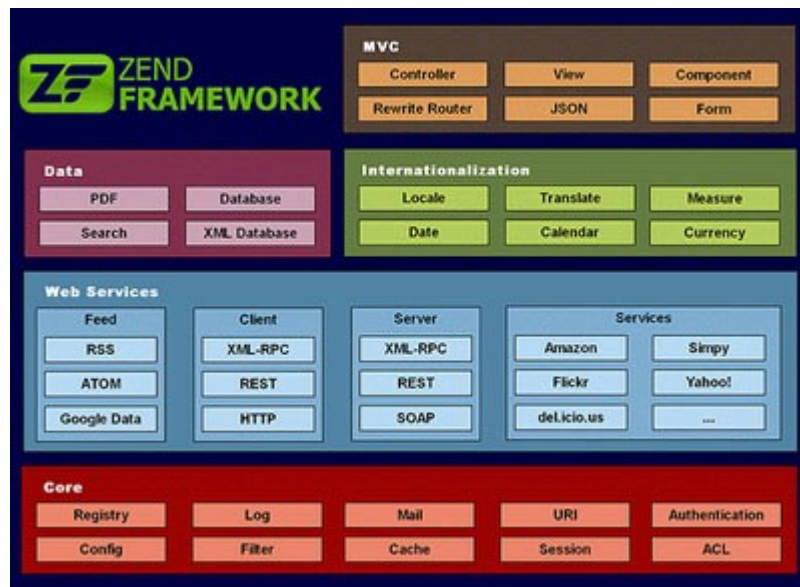 ZEND
FRAMEWORK
MVC
Controller View Component
Rewrite Router JSON Form
Data
PDF Database
Search XML Database
Internationalization
Locale Translate Measure
Date Calendar Currency
Web Services
Feed
RSS
ATOM
Google Data
Client
XML-RPC
REST
HTTP
Server
XML-RPC
REST
SOAP
Services
Amazon Simpy
Flickr Yahoo!
del.icio.us ....
Core
Registry Log Mail URI Authentication
Config Filter Cache Session ACL